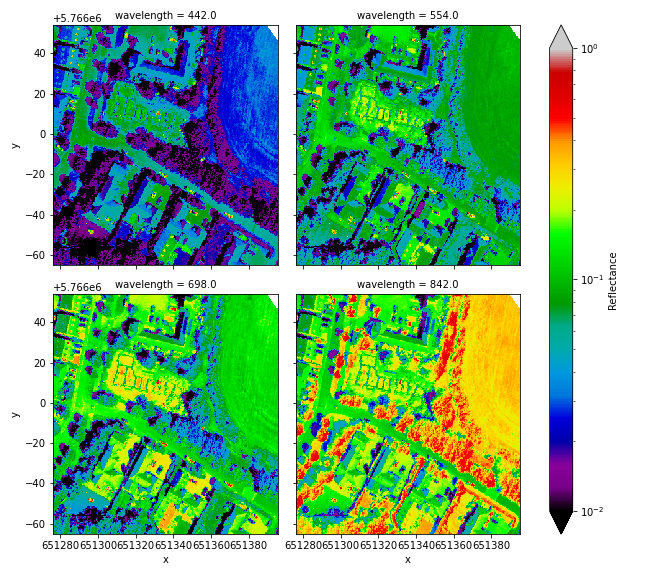 wavelength = 442.0
wavelength = 554.0
+5.766e6
40
20
0
−20
−40
−60
y
10⁰
10⁻¹
10⁻²
Reflectance
wavelength = 698.0
wavelength = 842.0
+5.766e6
40
20
0
−20
−40
−60
y
651280 651300 651320 651340 651360 651380
651280 651300 651320 651340 651360 651380
x
x